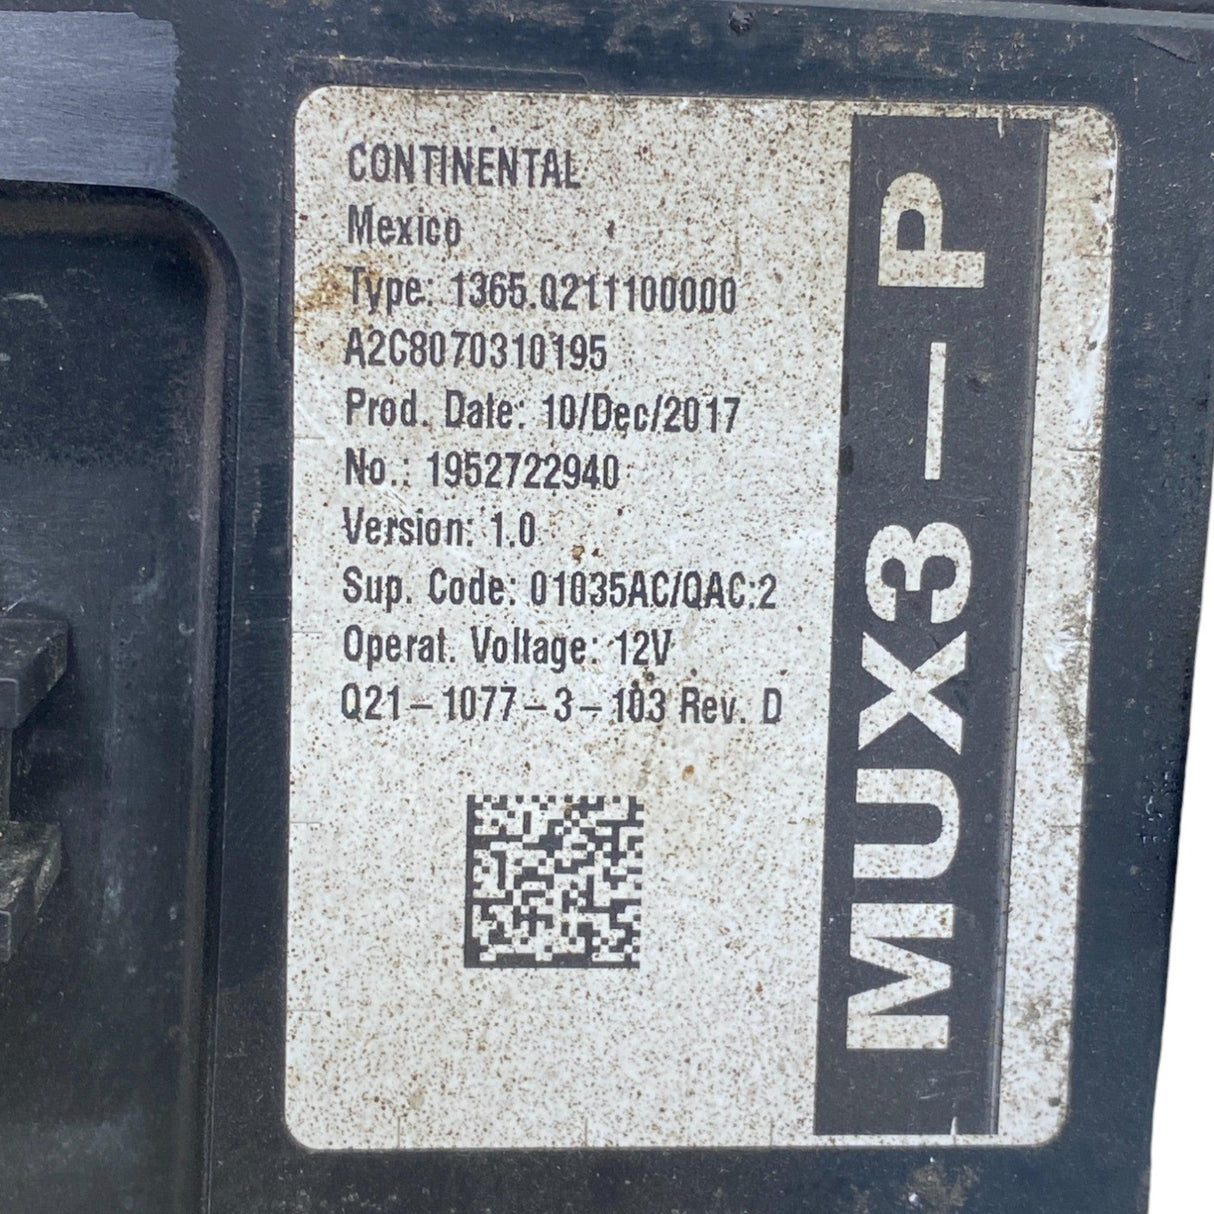 CONTINENTAL
Mexico
Type: 1365.Q211100000
A2C8070310195
Prod. Date: 10/Dec/2017
No.: 1952722940
Version: 1.0
Sup. Code: 01035AC/QAC:2
Operat. Voltage: 12V
Q21-1077-3-103 Rev. D
MUX3-P